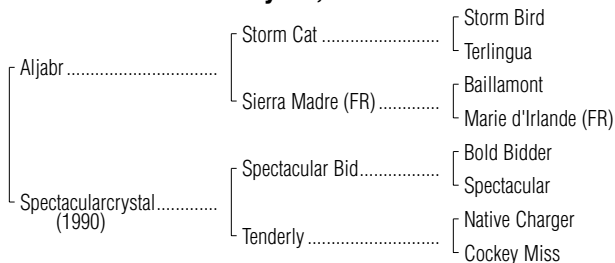 Storm Bird
Storm Cat ........................
Terlingua
Aljabr ................................
Baillamont
Sierra Madre (FR) .............
Marie d'Irlande (FR)
Bold Bidder
Spectacular Bid.................
Spectacular
Spectacularcrystal.............
(1990)
Native Charger
Tenderly ............................
Cockey Miss